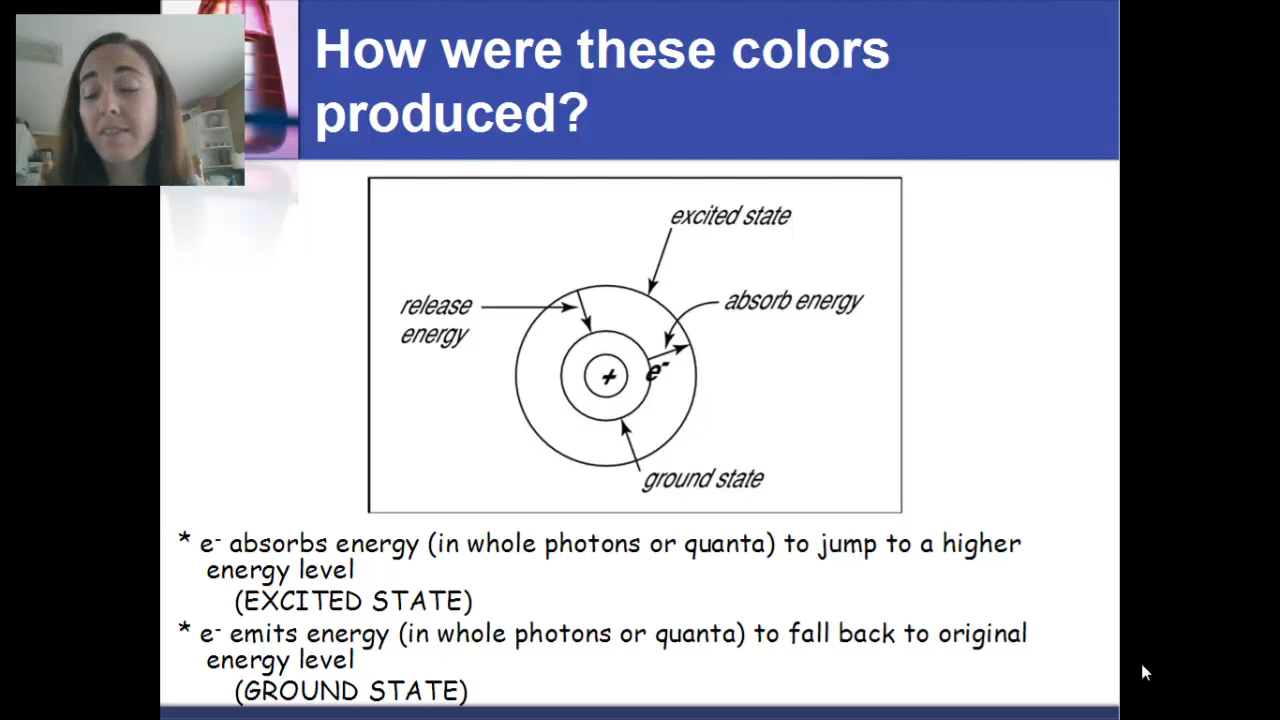 How were these colors
produced?
excited state
release
energy
absorb energy
+
e-
ground state
* e- absorbs energy (in whole photons or quanta) to jump to a higher
energy level
(EXCITED STATE)
* e- emits energy (in whole photons or quanta) to fall back to original
energy level
(GROUND STATE)